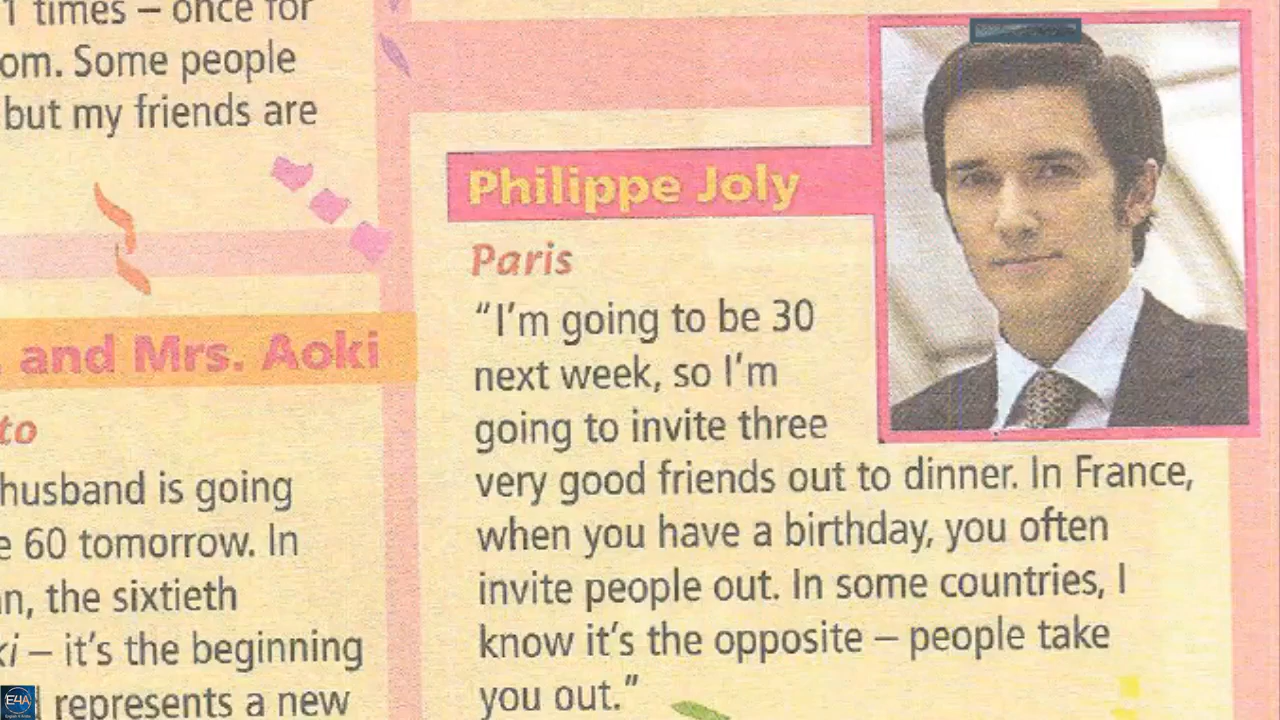 1 times – once for
om. Some people
but my friends are
. and Mrs. Aoki
to
husband is going
e 60 tomorrow. In
n, the sixtieth
ki – it's the beginning
represents a new
Philippe Joly
Paris
“I'm going to be 30
next week, so I'm
going to invite three
very good friends out to dinner. In France,
when you have a birthday, you often
invite people out. In some countries, I
know it's the opposite – people take
you out.”
E4A